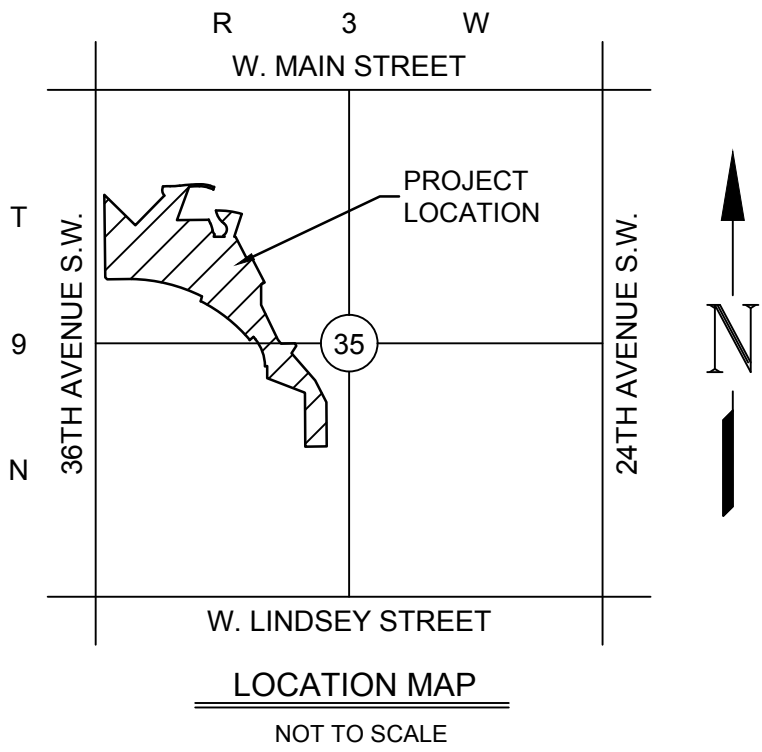 R 3 W
W. MAIN STREET
PROJECT
LOCATION
T
9
N
36TH AVENUE S.W.
35
24TH AVENUE S.W.
N
W. LINDSEY STREET
LOCATION MAP
NOT TO SCALE